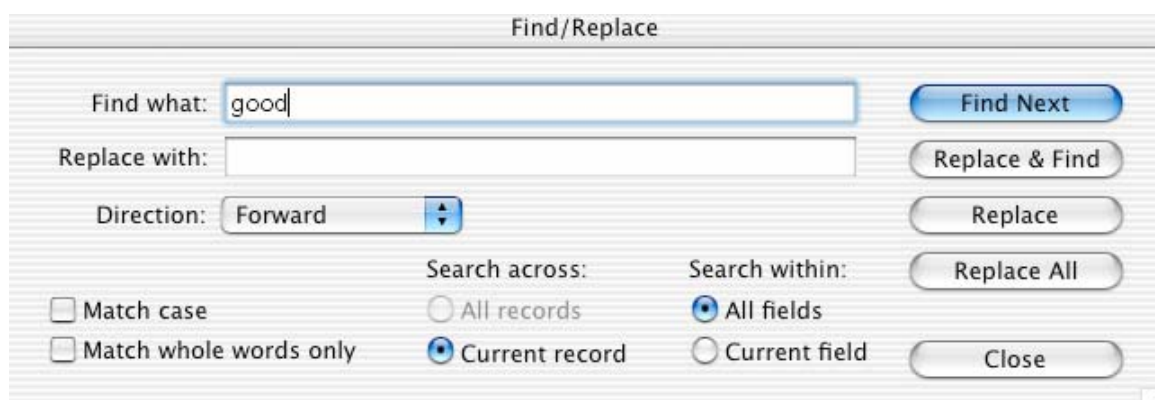 Find/Replace
Find what: good Find Next
Replace with: Replace & Find
Direction: Forward Replace
Search across: Search within: Replace All
Match case All records All fields
Match whole words only Current record Current field Close